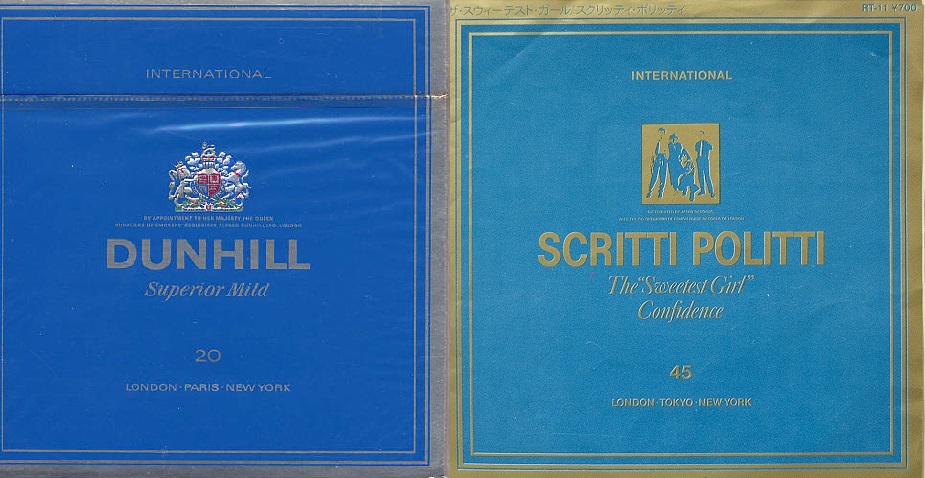 INTERNATIONAL
BY APPOINTMENT TO HER MAJESTY THE QUEEN
DUNHILL
Superior Mild
20
LONDON·PARIS·NEW YORK
ザ・スウィーテスト・ガール/スクリッティ・ポリッティ
RT-11 ¥700
INTERNATIONAL
SCRITTI POLITTI
The "Sweetest Girl"
Confidence
45
LONDON·TOKYO·NEW YORK